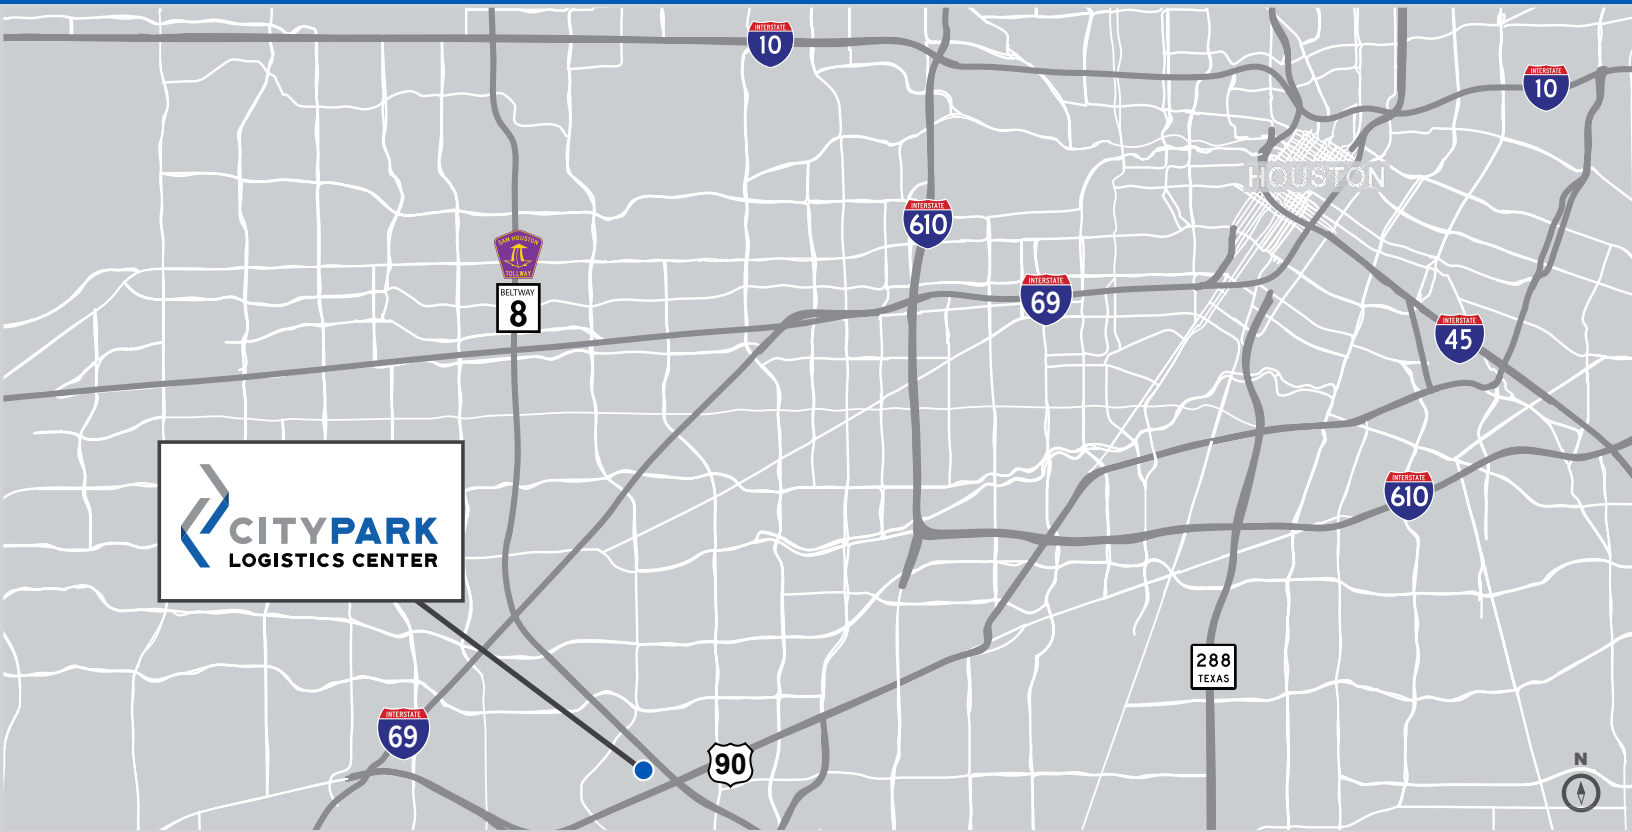 INTERSTATE
10
INTERSTATE
10
HOUSTON
INTERSTATE
610
SAM HOUSTON
TOLLWAY
BELTWAY
8
INTERSTATE
69
INTERSTATE
45
CITYPARK
LOGISTICS CENTER
INTERSTATE
610
288
TEXAS
INTERSTATE
69
90
N